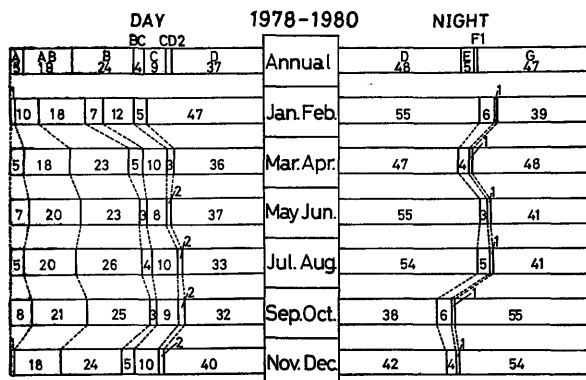 DAY 1978-1980 NIGHT
BC CD2 F1
A AB B C D Annual D E G
5 18 24 4 9 37 48 5 47
1
10 18 7 12 5 47 Jan.Feb. 55 6 39
1
5 18 23 5 10 3 36 Mar.Apr. 47 4 48
2 1
7 20 23 3 8 37 May Jun. 55 3 41
2 1
5 20 26 4 10 33 Jul. Aug. 54 5 41
2 1
8 21 25 3 9 32 Sep.Oct. 38 6 55
2 1
18 24 5 10 40 Nov. Dec. 42 4 54